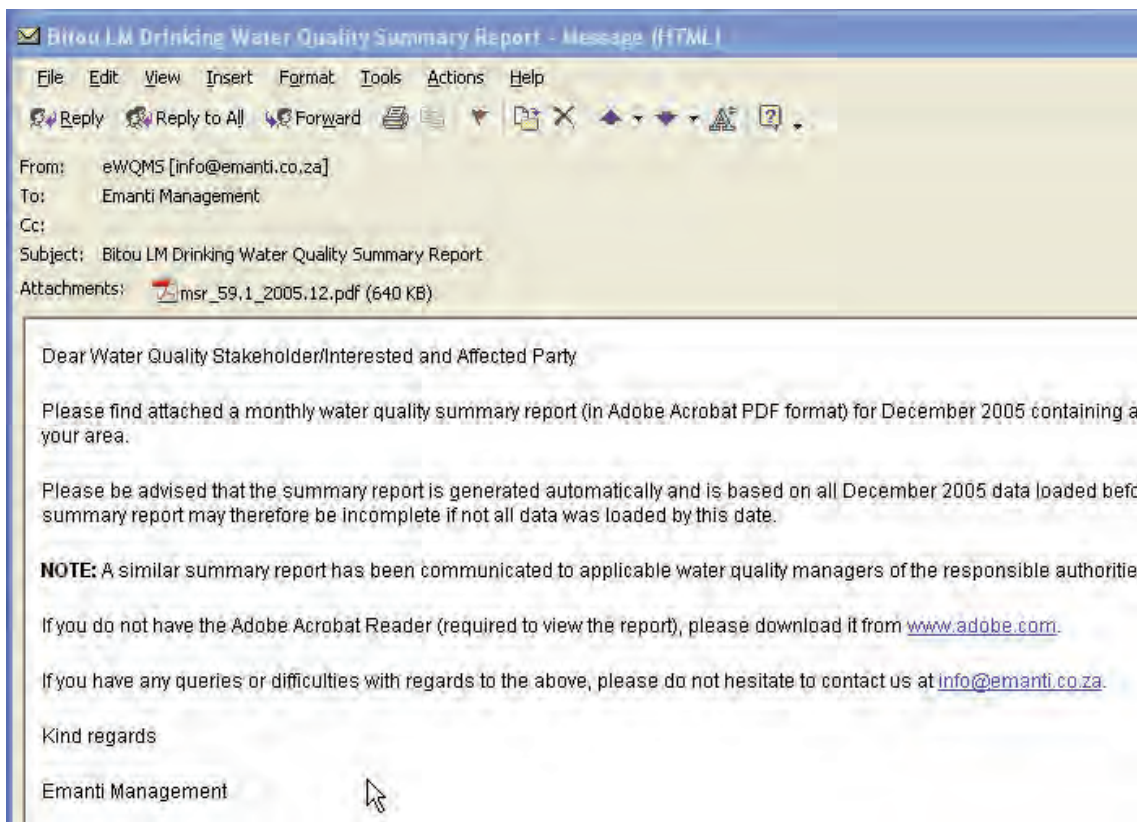 Bitou LM Drinking Water Quality Summary Report - Message (HTML)
File Edit View Insert Format Tools Actions Help
Reply Reply to All Forward
From: eWQMS [info@emanti.co.za]
To: Emanti Management
Cc:
Subject: Bitou LM Drinking Water Quality Summary Report
Attachments: msr_59.1_2005.12.pdf (640 KB)
Dear Water Quality Stakeholder/Interested and Affected Party
Please find attached a monthly water quality summary report (in Adobe Acrobat PDF format) for December 2005 containing a
your area.
Please be advised that the summary report is generated automatically and is based on all December 2005 data loaded befo
summary report may therefore be incomplete if not all data was loaded by this date.
NOTE: A similar summary report has been communicated to applicable water quality managers of the responsible authoritie
If you do not have the Adobe Acrobat Reader (required to view the report), please download it from www.adobe.com.
If you have any queries or difficulties with regards to the above, please do not hesitate to contact us at info@emanti.co.za.
Kind regards
Emanti Management